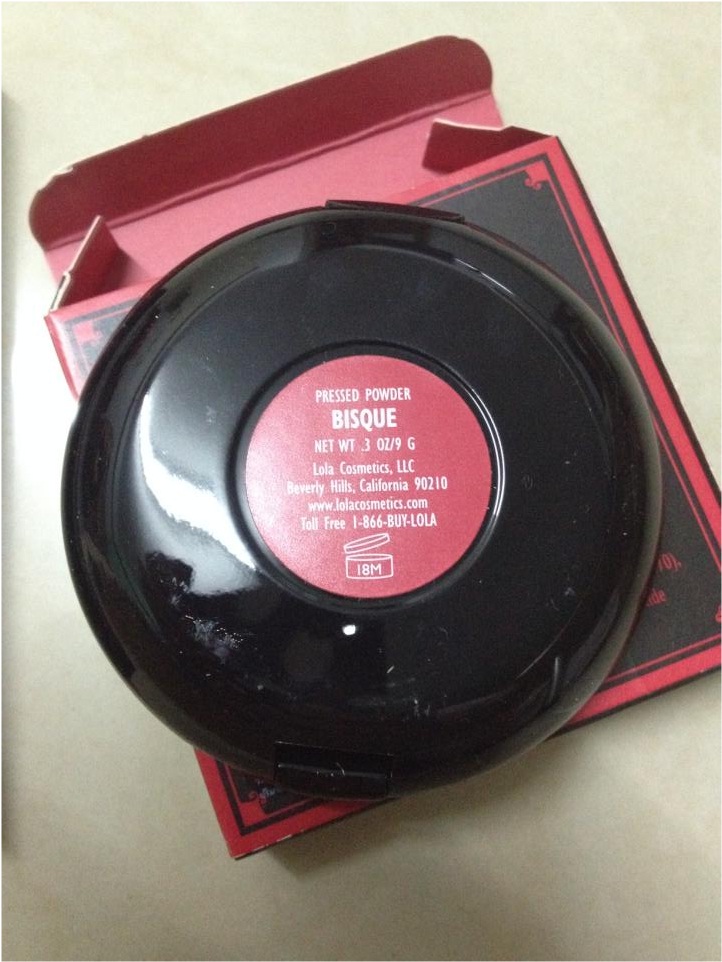 PRESSED POWDER
BISQUE
NET WT .3 OZ/9 G
Lola Cosmetics, LLC
Beverly Hills, California 90210
www.lolacosmetics.com
Toll Free 1-866-BUY-LOLA
18M